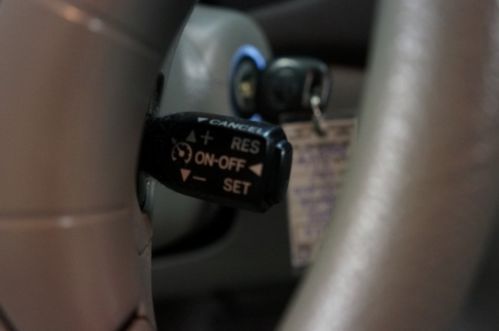 CANCEL
+ RES
ON-OFF
- SET